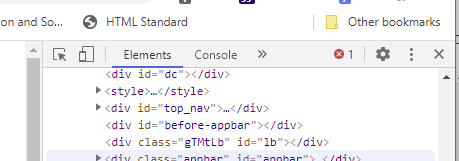 on and So... HTML Standard Other bookmarks
Elements Console » 1
<div id="dc"></div>
<style>…</style>
<div id="top_nav">…</div>
<div id="before-appbar"></div>
<div class="gTMtLb" id="lb"></div>
<div class="appbar" id="appbar">…</div>